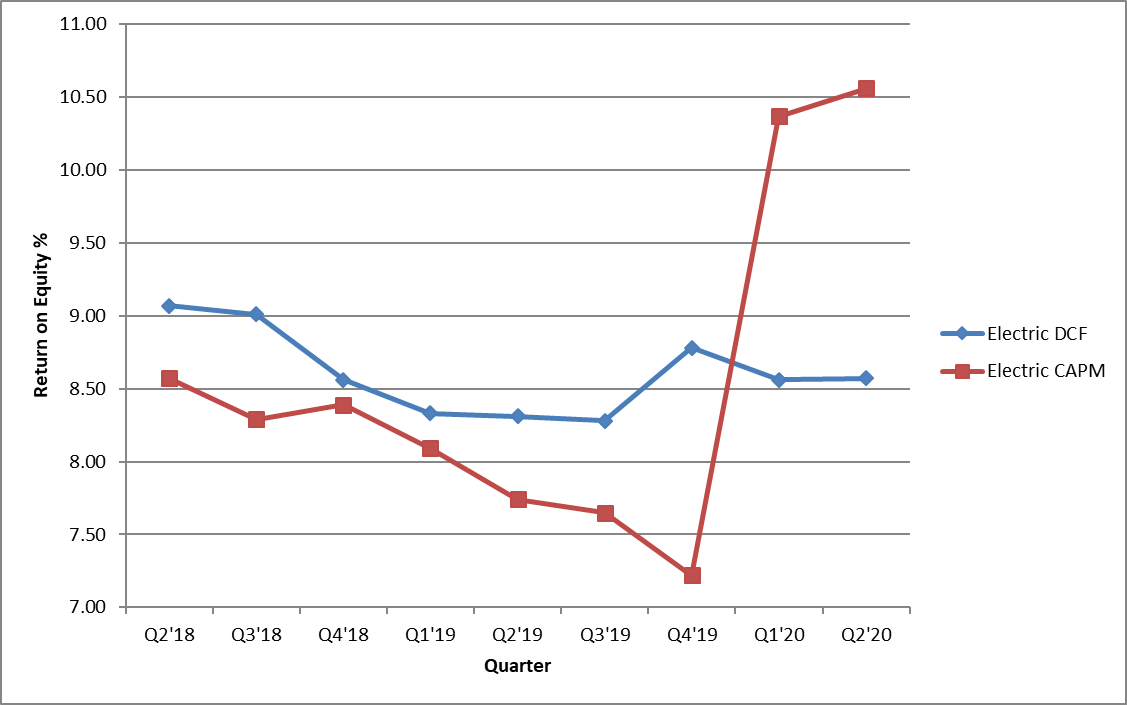 11.00
10.50
10.00
9.50
9.00
8.50
8.00
7.50
7.00
Return on Equity %
Q2'18 Q3'18 Q4'18 Q1'19 Q2'19 Q3'19 Q4'19 Q1'20 Q2'20
Quarter
Electric DCF
Electric CAPM